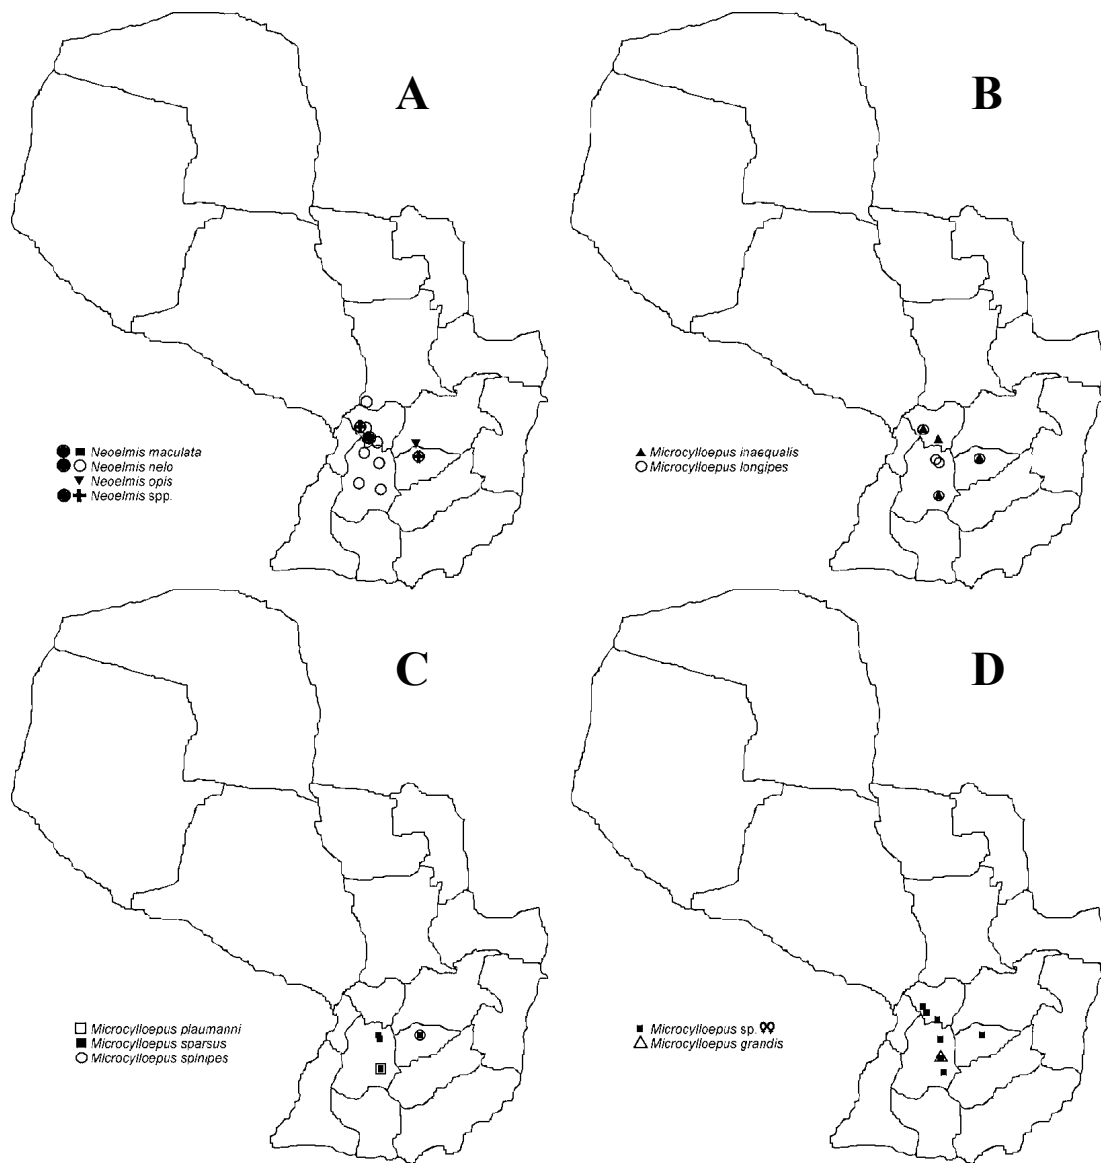 A
B
Neoelmis maculata
Neoelmis nelo
Neoelmis opis
Neoelmis spp.
Microcylloepus inaequalis
Microcylloepus longipes
C
D
Microcylloepus plaumanni
Microcylloepus sparsus
Microcylloepus spinipes
Microcylloepus sp. ♀♀
Microcylloepus grandis